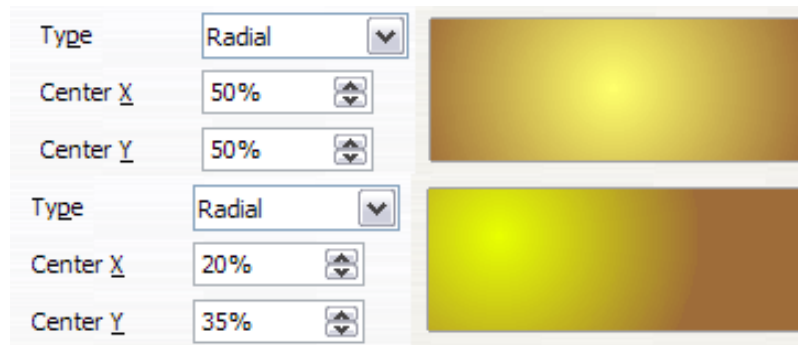 Type Radial
Center X 50%
Center Y 50%
Type Radial
Center X 20%
Center Y 35%